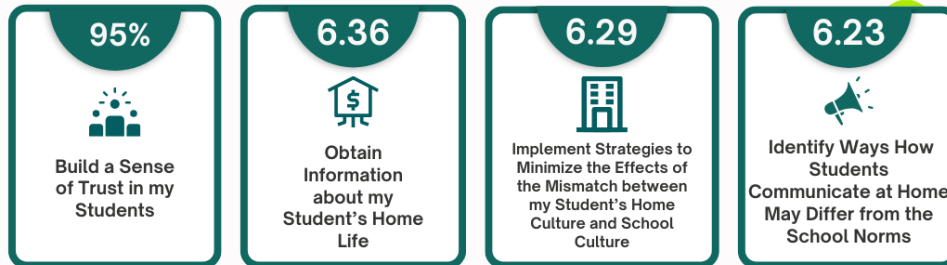 95%
Build a Sense
of Trust in my
Students
6.36
$
Obtain
Information
about my
Student's Home
Life
6.29
Implement Strategies to
Minimize the Effects of
the Mismatch between
my Student's Home
Culture and School
Culture
6.23
Identify Ways How
Students
Communicate at Home
May Differ from the
School Norms